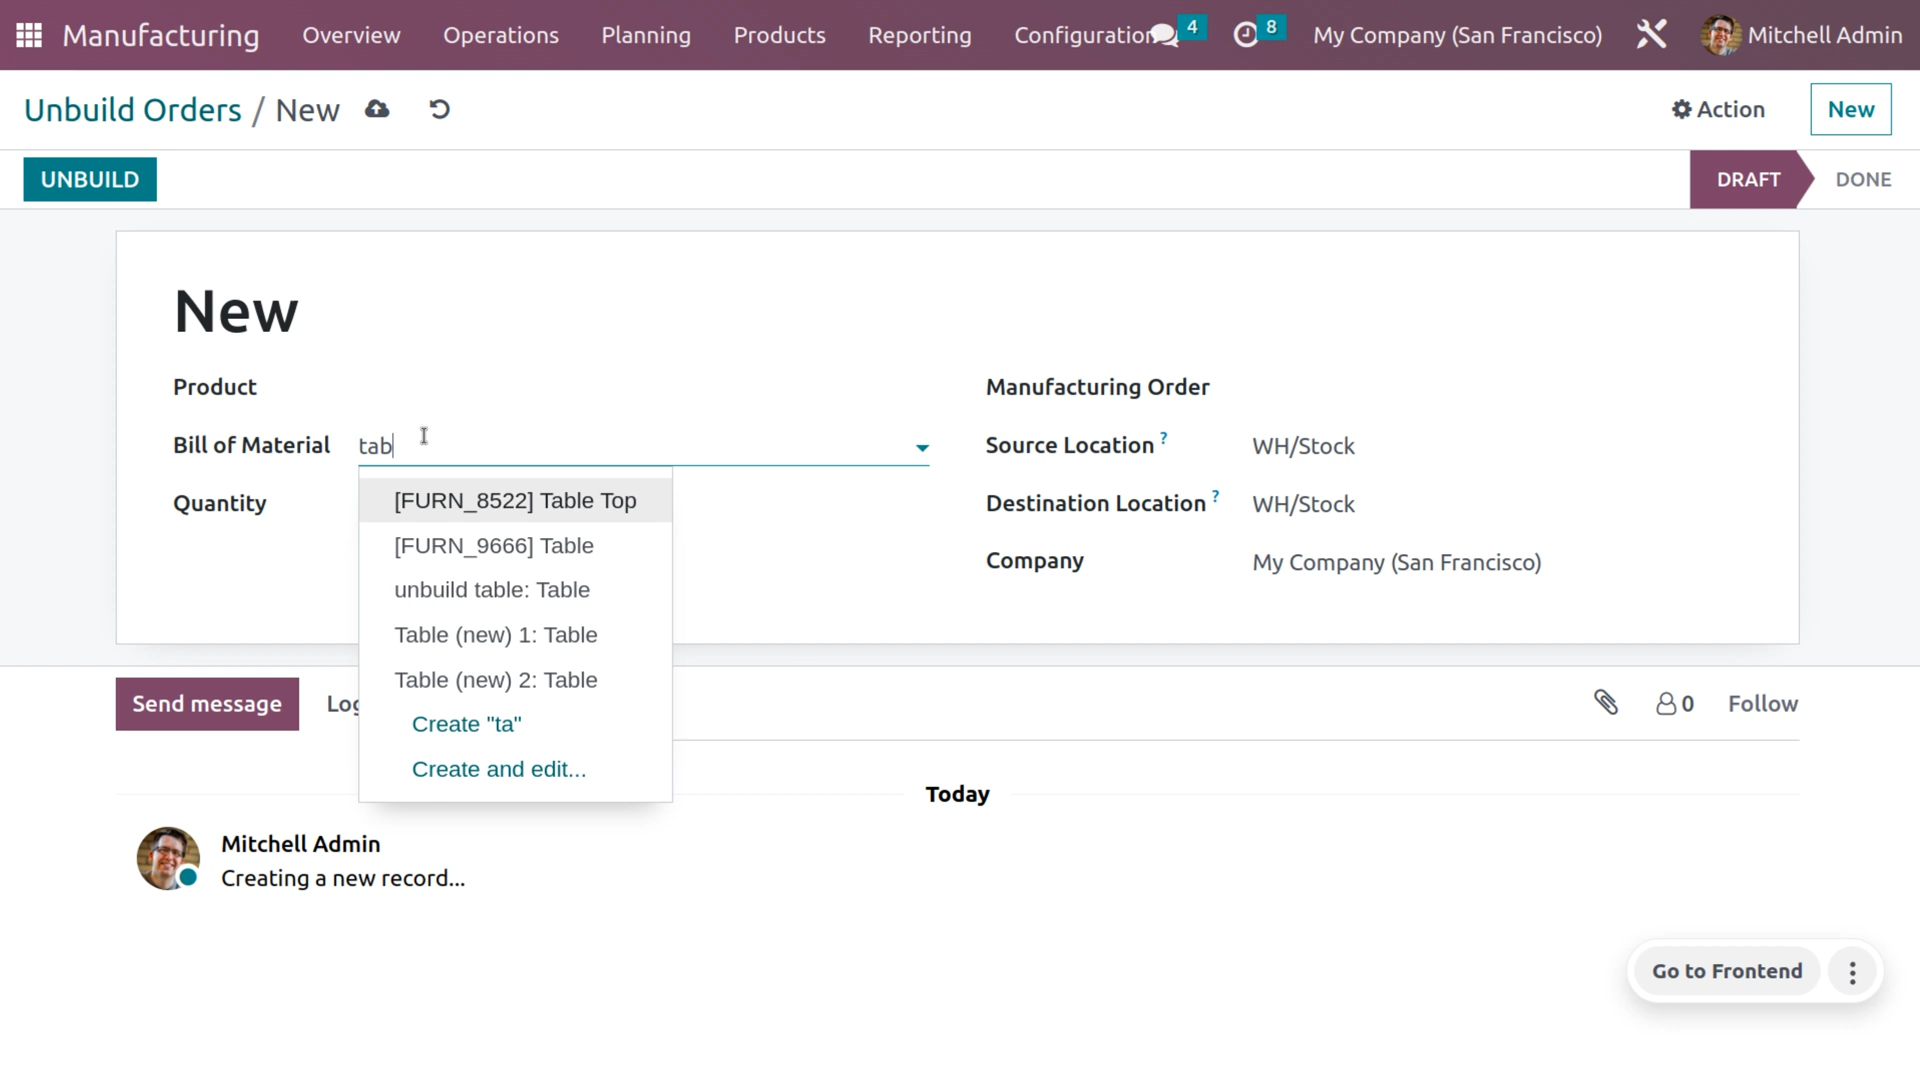 Manufacturing Overview Operations Planning Products Reporting Configuration 4 8 My Company (San Francisco) Mitchell Admin
Unbuild Orders / New Action New
UNBUILD DRAFT DONE
New
Product Manufacturing Order
Bill of Material tab Source Location ? WH/Stock
Quantity Destination Location ? WH/Stock
Company My Company (San Francisco)
[FURN_8522] Table Top
[FURN_9666] Table
unbuild table: Table
Table (new) 1: Table
Table (new) 2: Table
Create "ta"
Create and edit...
Send message Log 0 Follow
Today
Mitchell Admin
Creating a new record...
Go to Frontend